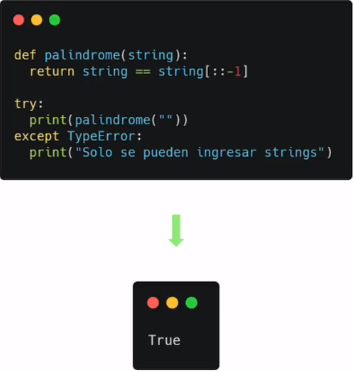 def palindrome(string):
return string == string[::-1]
try:
print(palindrome(""))
except TypeError:
print("Solo se pueden ingresar strings")
True